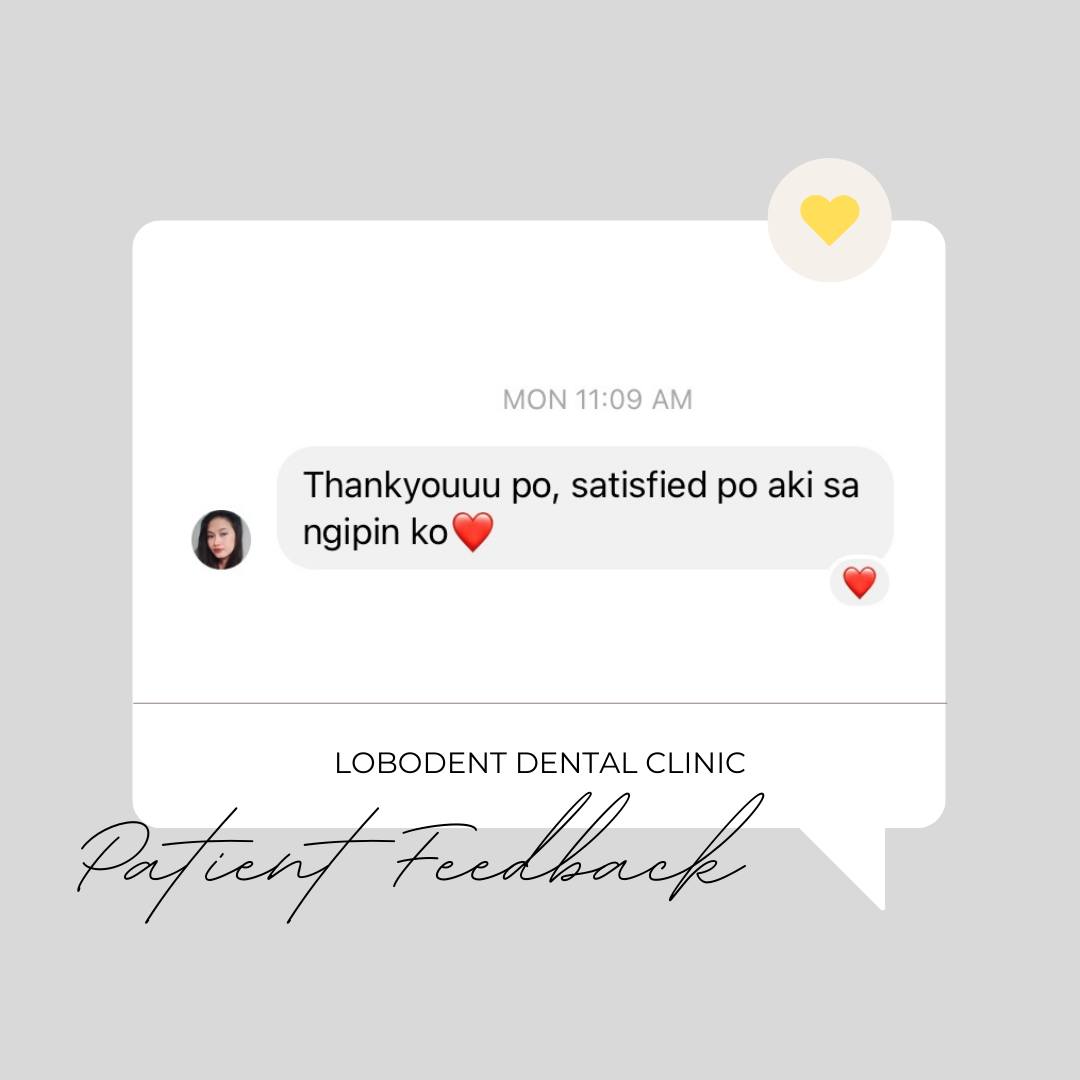 MON 11:09 AM
Thankyouuu po, satisfied po aki sa
ngipin ko❤️
❤️
LOBODENT DENTAL CLINIC
Patient Feedback